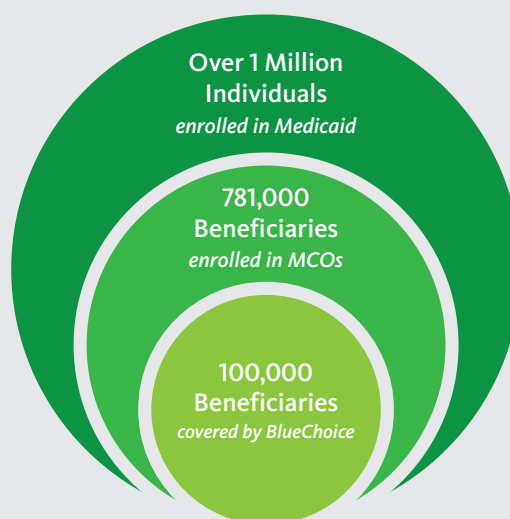 Over 1 Million
Individuals
enrolled in Medicaid
781,000
Beneficiaries
enrolled in MCOs
100,000
Beneficiaries
covered by BlueChoice